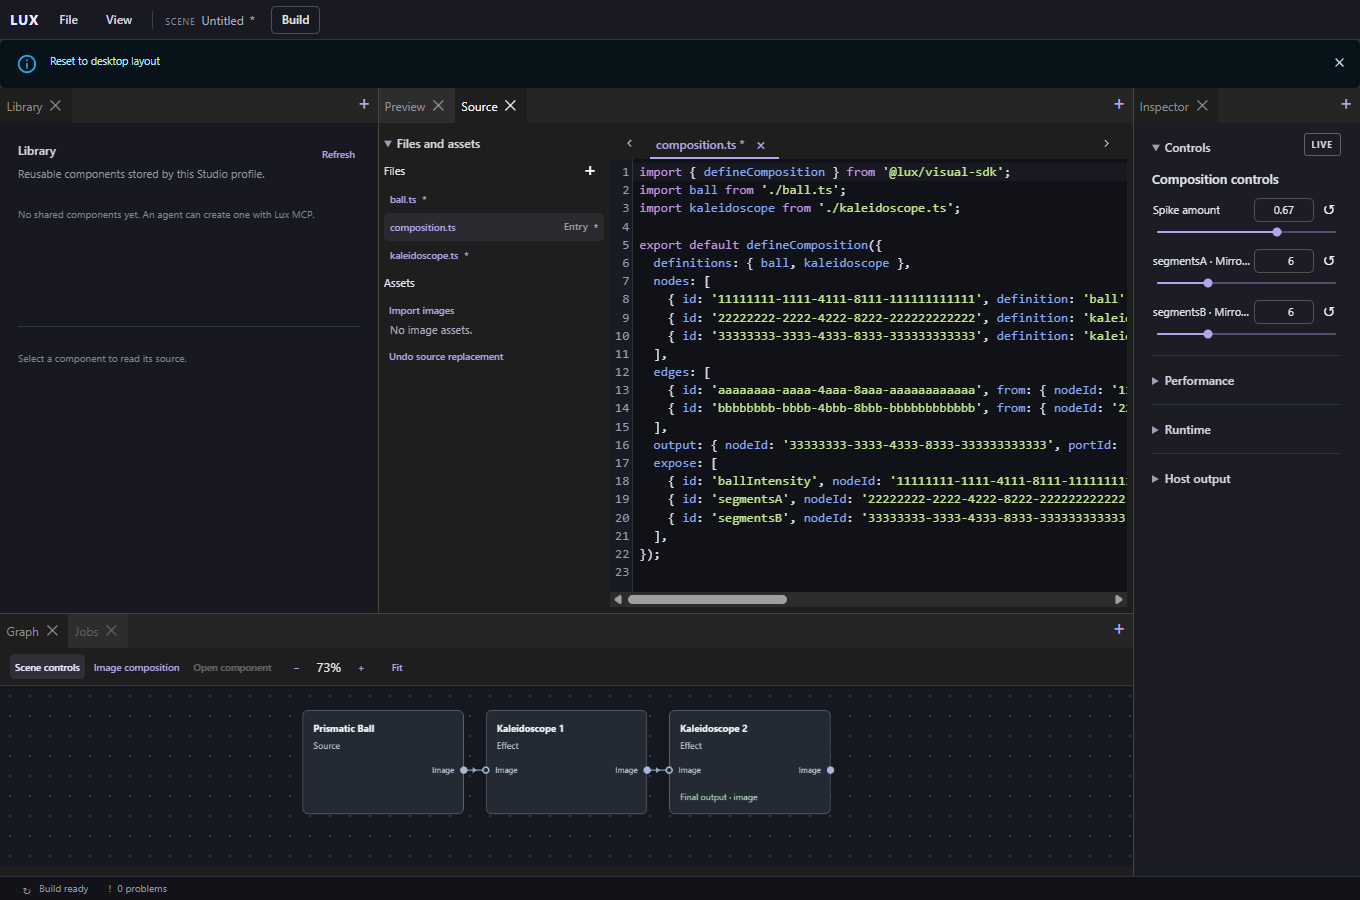 LUX File View SCENE Untitled * Build
Reset to desktop layout
Library
Library
Refresh
Reusable components stored by this Studio profile.
No shared components yet. An agent can create one with Lux MCP.
Select a component to read its source.
Preview Source
Files and assets
Files
ball.ts *
composition.ts Entry *
kaleidoscope.ts *
Assets
Import images
No image assets.
Undo source replacement
composition.ts *
1 import { defineComposition } from '@lux/visual-sdk';
2 import ball from './ball.ts';
3 import kaleidoscope from './kaleidoscope.ts';
4
5 export default defineComposition({
6 definitions: { ball, kaleidoscope },
7 nodes: [
8 { id: '11111111-1111-4111-8111-111111111111', definition: 'ball'
9 { id: '22222222-2222-4222-8222-222222222222', definition: 'kalei
10 { id: '33333333-3333-4333-8333-333333333333', definition: 'kalei
11 ],
12 edges: [
13 { id: 'aaaaaaaa-aaaa-4aaa-8aaa-aaaaaaaaaaaa', from: { nodeId: '11
14 { id: 'bbbbbbbb-bbbb-4bbb-8bbb-bbbbbbbbbbbb', from: { nodeId: '22
15 ],
16 output: { nodeId: '33333333-3333-4333-8333-333333333333', portId:
17 expose: [
18 { id: 'ballIntensity', nodeId: '11111111-1111-4111-8111-111111111
19 { id: 'segmentsA', nodeId: '22222222-2222-4222-8222-222222222222
20 { id: 'segmentsB', nodeId: '33333333-3333-4333-8333-333333333333
21 ],
22 });
23
Inspector
Controls LIVE
Composition controls
Spike amount 0.67
segmentsA · Mirro... 6
segmentsB · Mirro... 6
Performance
Runtime
Host output
Graph Jobs
Scene controls Image composition Open component − 73% + Fit
Prismatic Ball
Source
Image
Kaleidoscope 1
Effect
Image Image
Kaleidoscope 2
Effect
Image Image
Final output · image
Build ready ! 0 problems